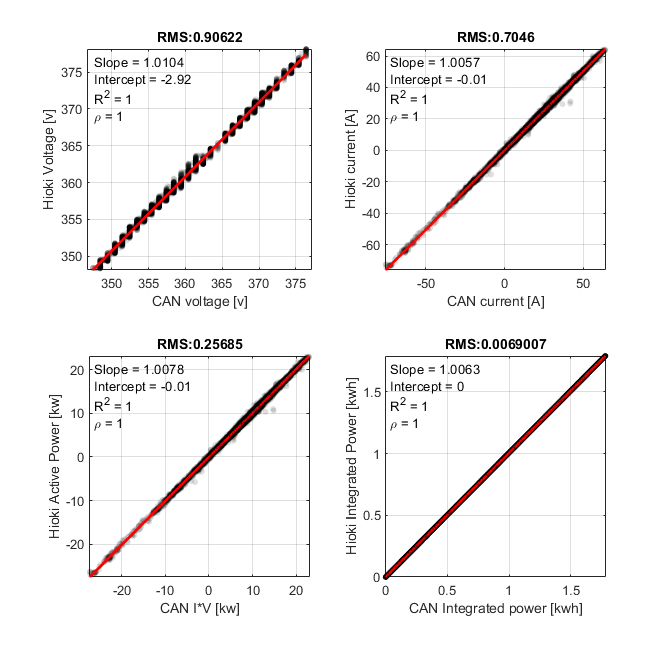 RMS:0.90622
Slope = 1.0104
Intercept = -2.92
R² = 1
ρ = 1
375
370
365
360
355
350
Hioki Voltage [v]
350 355 360 365 370 375
CAN voltage [v]
RMS:0.7046
Slope = 1.0057
Intercept = -0.01
R² = 1
ρ = 1
60
40
20
0
-20
-40
-60
Hioki current [A]
-50 0 50
CAN current [A]
RMS:0.25685
Slope = 1.0078
Intercept = -0.01
R² = 1
ρ = 1
20
10
0
-10
-20
Hioki Active Power [kw]
-20 -10 0 10 20
CAN I*V [kw]
RMS:0.0069007
Slope = 1.0063
Intercept = 0
R² = 1
ρ = 1
1.5
1
0.5
0
Hioki Integrated Power [kwh]
0 0.5 1 1.5
CAN Integrated power [kwh]